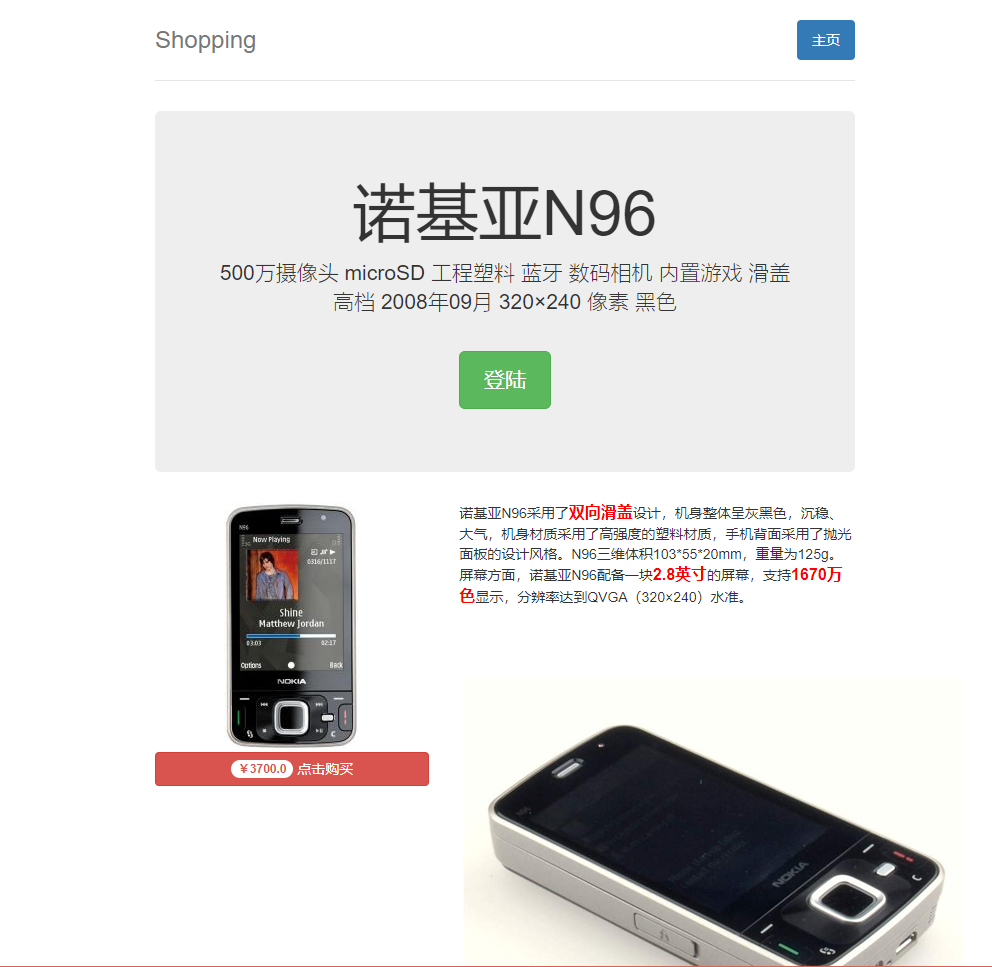 Shopping
主页
诺基亚N96
500万摄像头 microSD 工程塑料 蓝牙 数码相机 内置游戏 滑盖
高档 2008年09月 320×240 像素 黑色
登陆
诺基亚N96采用了双向滑盖设计，机身整体呈灰黑色，沉稳、
大气，机身材质采用了高强度的塑料材质，手机背面采用了抛光
面板的设计风格。N96三维体积103*55*20mm，重量为125g。
屏幕方面，诺基亚N96配备一块2.8英寸的屏幕，支持1670万
色显示，分辨率达到QVGA（320×240）水准。
N96
Now Playing
0316/1117
Shine
Matthew Jordan
03:03 02:17
Options Back
NOKIA
￥3700.0 点击购买
N96
NOKIA